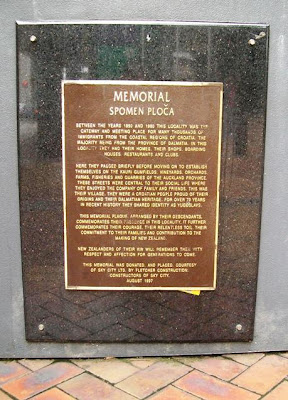 MEMORIAL
SPOMEN PLOČA
BETWEEN THE YEARS 1890 AND 1965 THIS LOCALITY WAS THE
GATEWAY AND MEETING PLACE FOR MANY THOUSANDS OF
IMMIGRANTS FROM THE COASTAL REGIONS OF CROATIA. THE
MAJORITY BEING FROM THE PROVINCE OF DALMATIA. IN THIS
LOCALITY THEY HAD THEIR HOMES, THEIR SHOPS, BOARDING
HOUSES, RESTAURANTS AND CLUBS.
HERE THEY PAUSED BRIEFLY BEFORE MOVING ON TO ESTABLISH
THEMSELVES ON THE KAURI GUMFIELDS, VINEYARDS, ORCHARDS
FARMS, FISHERIES AND QUARRIES OF THE AUCKLAND PROVINCE.
THESE STREETS WERE CENTRAL TO THEIR SOCIAL LIFE WHERE
THEY ENJOYED THE COMPANY OF FAMILY AND FRIENDS. THIS WAS
THEIR VILLAGE. THEY WERE A CROATIAN PEOPLE PROUD OF THEIR
ORIGINS AND THEIR DALMATIAN HERITAGE. FOR OVER 70 YEARS
IN RECENT HISTORY THEY SHARED IDENTITY AS YUGOSLAVS.
THIS MEMORIAL PLAQUE, ARRANGED BY THEIR DESCENDANTS,
COMMEMORATES THEIR PRESENCE IN THIS LOCALITY. IT FURTHER
COMMEMORATES THEIR COURAGE, THEIR RELENTLESS TOIL, THEIR
COMMITMENT TO THEIR FAMILIES AND CONTRIBUTION TO THE
MAKING OF NEW ZEALAND.
NEW ZEALANDERS OF THEIR KIN WILL REMEMBER THEM WITH
RESPECT AND AFFECTION FOR GENERATIONS TO COME.
THIS MEMORIAL WAS DONATED, AND PLACED, COURTESY
OF SKY CITY LTD. BY FLETCHER CONSTRUCTION.
CONSTRUCTORS OF SKY CITY.
AUGUST 1997